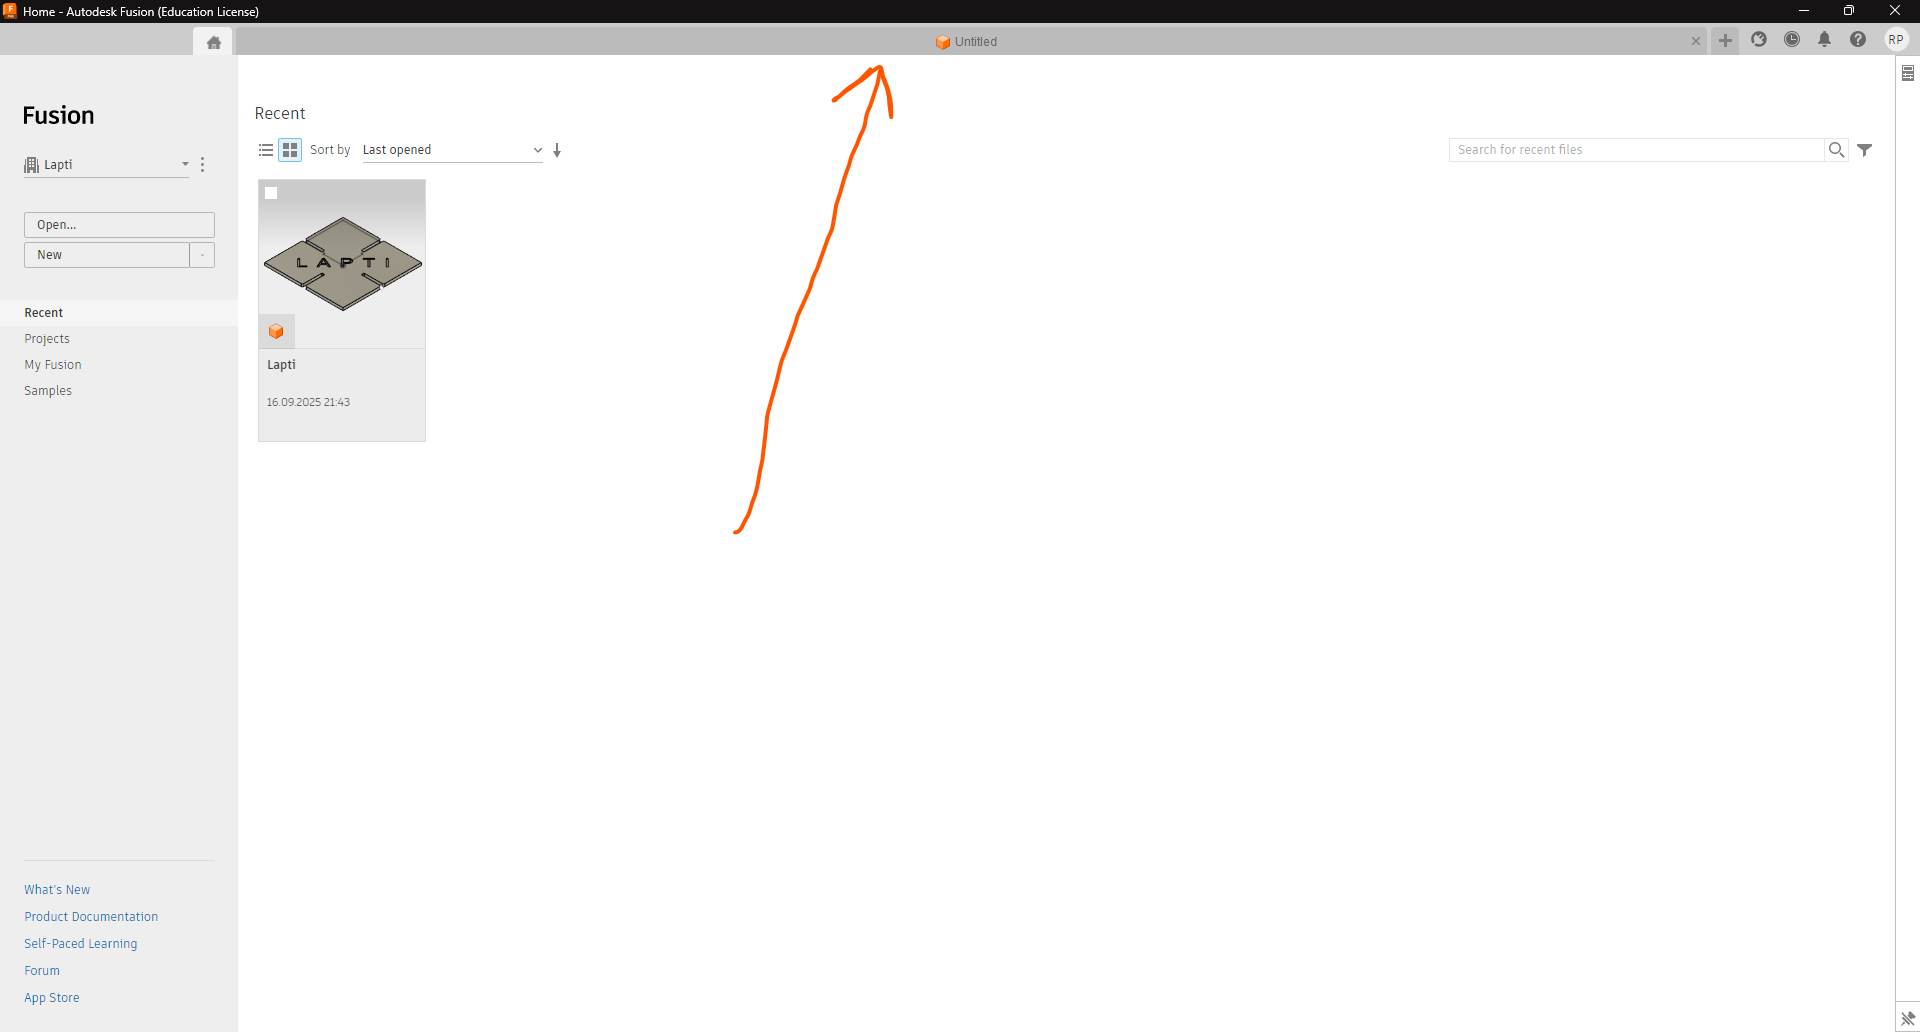 Home - Autodesk Fusion (Education License)
Untitled
RP
Fusion
Lapti
Open...
New
Recent
Projects
My Fusion
Samples
What's New
Product Documentation
Self-Paced Learning
Forum
App Store
Recent
Sort by Last opened
Search for recent files
LAPTI
Lapti
16.09.2025 21:43